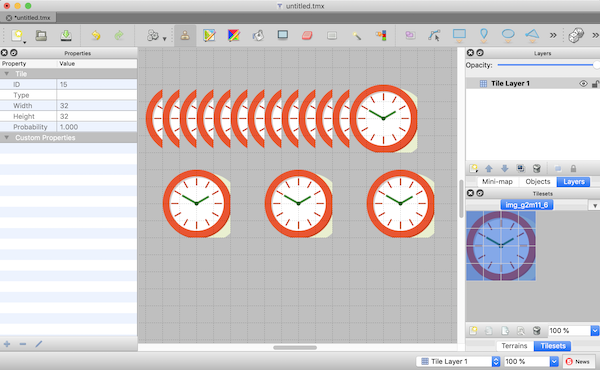 untitled.tmx
*untitled.tmx
Properties
Property Value
Tile
ID 15
Type
Width 32
Height 32
Probability 1.000
Custom Properties
Layers
Opacity:
Tile Layer 1
Mini-map Objects Layers
Tilesets
img_g2m11_6
100 %
Terrains Tilesets
Tile Layer 1 100 % News